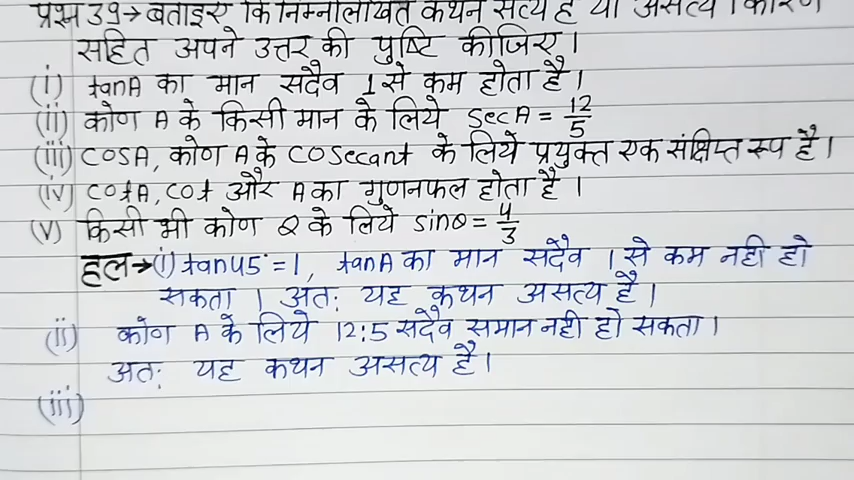 प्रश्न 39→ बताइए कि निम्नलिखित कथन सत्य है या असत्य । कारण
सहित अपने उत्तर की पुष्टि कीजिए ।
(i) tanA का मान सदैव 1 से कम होता है ।
(ii) कोण A के किसी मान के लिये secA = 12/5
(iii) cosA, कोण A के cosecant के लिये प्रयुक्त एक संक्षिप्त रूप है ।
(iv) cotA, cot और A का गुणनफल होता है ।
(v) किसी भी कोण θ के लिये sinθ = 4/3
हल→ (i) tan45 = 1, tanA का मान सदैव 1 से कम नही हो
सकता । अतः यह कथन असत्य है ।
(ii) कोण A के लिये 12:5 सदैव समान नही हो सकता ।
अतः यह कथन असत्य है ।
(iii)